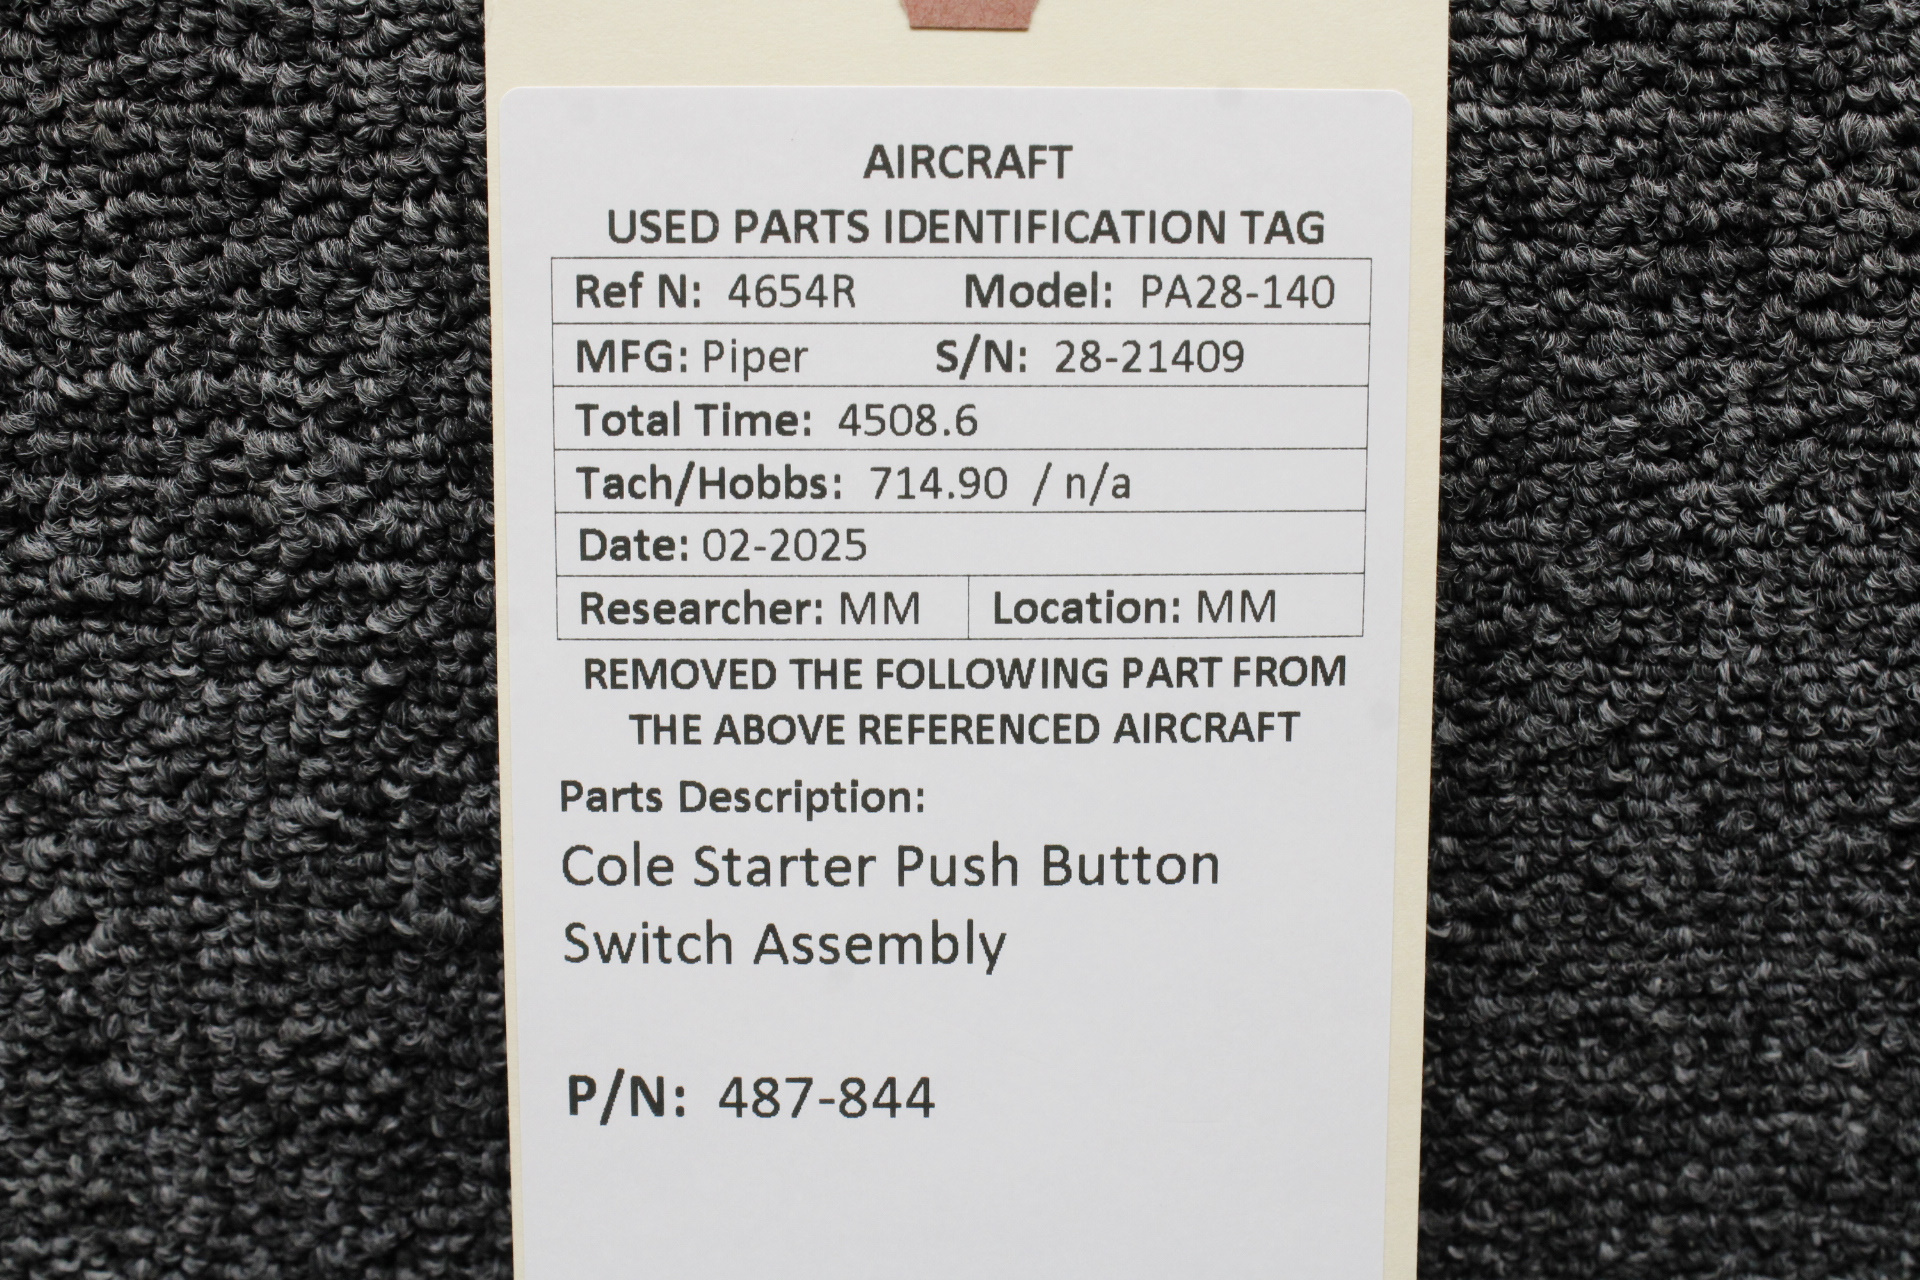 AIRCRAFT
USED PARTS IDENTIFICATION TAG
Ref N: 4654R Model: PA28-140
MFG: Piper S/N: 28-21409
Total Time: 4508.6
Tach/Hobbs: 714.90 / n/a
Date: 02-2025
Researcher: MM Location: MM
REMOVED THE FOLLOWING PART FROM
THE ABOVE REFERENCED AIRCRAFT
Parts Description:
Cole Starter Push Button
Switch Assembly
P/N: 487-844